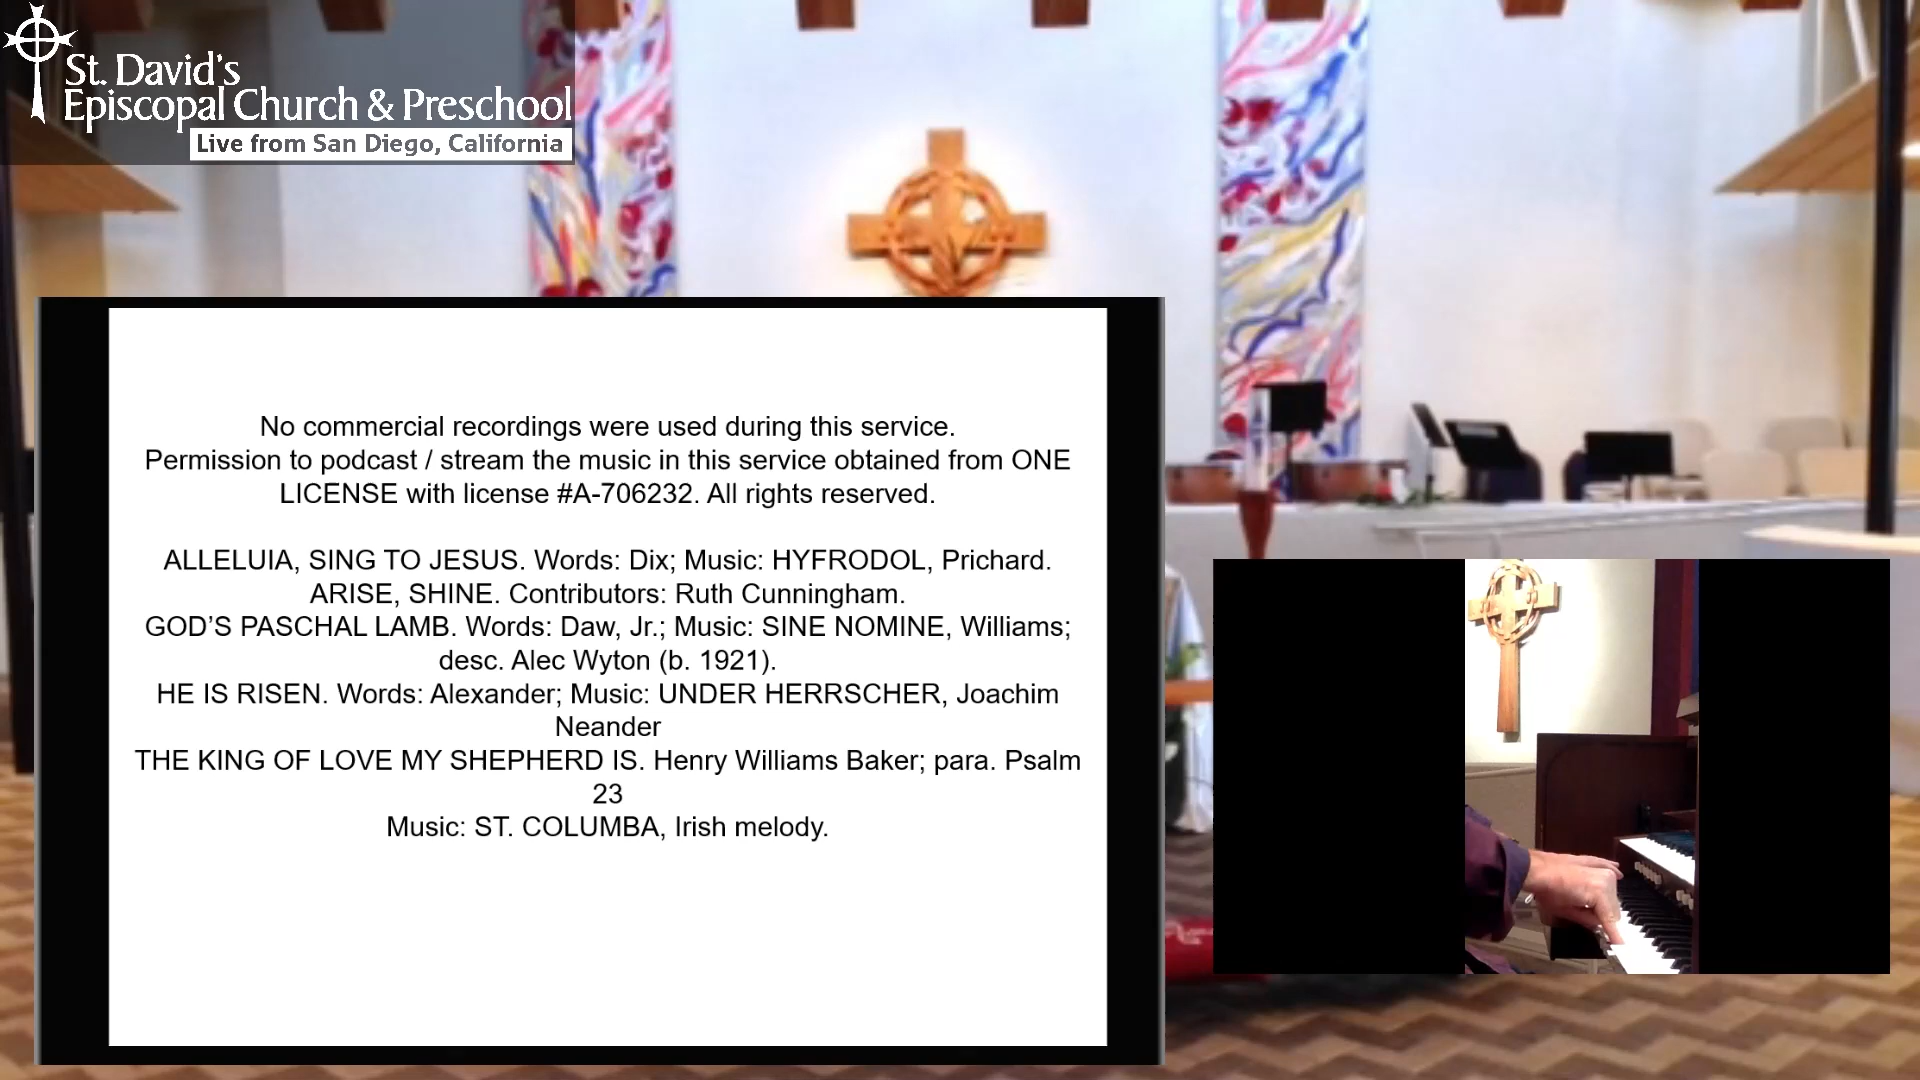 St. David's
Episcopal Church & Preschool
Live from San Diego, California
No commercial recordings were used during this service.
Permission to podcast / stream the music in this service obtained from ONE
LICENSE with license #A-706232. All rights reserved.
ALLELUIA, SING TO JESUS. Words: Dix; Music: HYFRODOL, Prichard.
ARISE, SHINE. Contributors: Ruth Cunningham.
GOD’S PASCHAL LAMB. Words: Daw, Jr.; Music: SINE NOMINE, Williams;
desc. Alec Wyton (b. 1921).
HE IS RISEN. Words: Alexander; Music: UNDER HERRSCHER, Joachim
Neander
THE KING OF LOVE MY SHEPHERD IS. Henry Williams Baker; para. Psalm
23
Music: ST. COLUMBA, Irish melody.